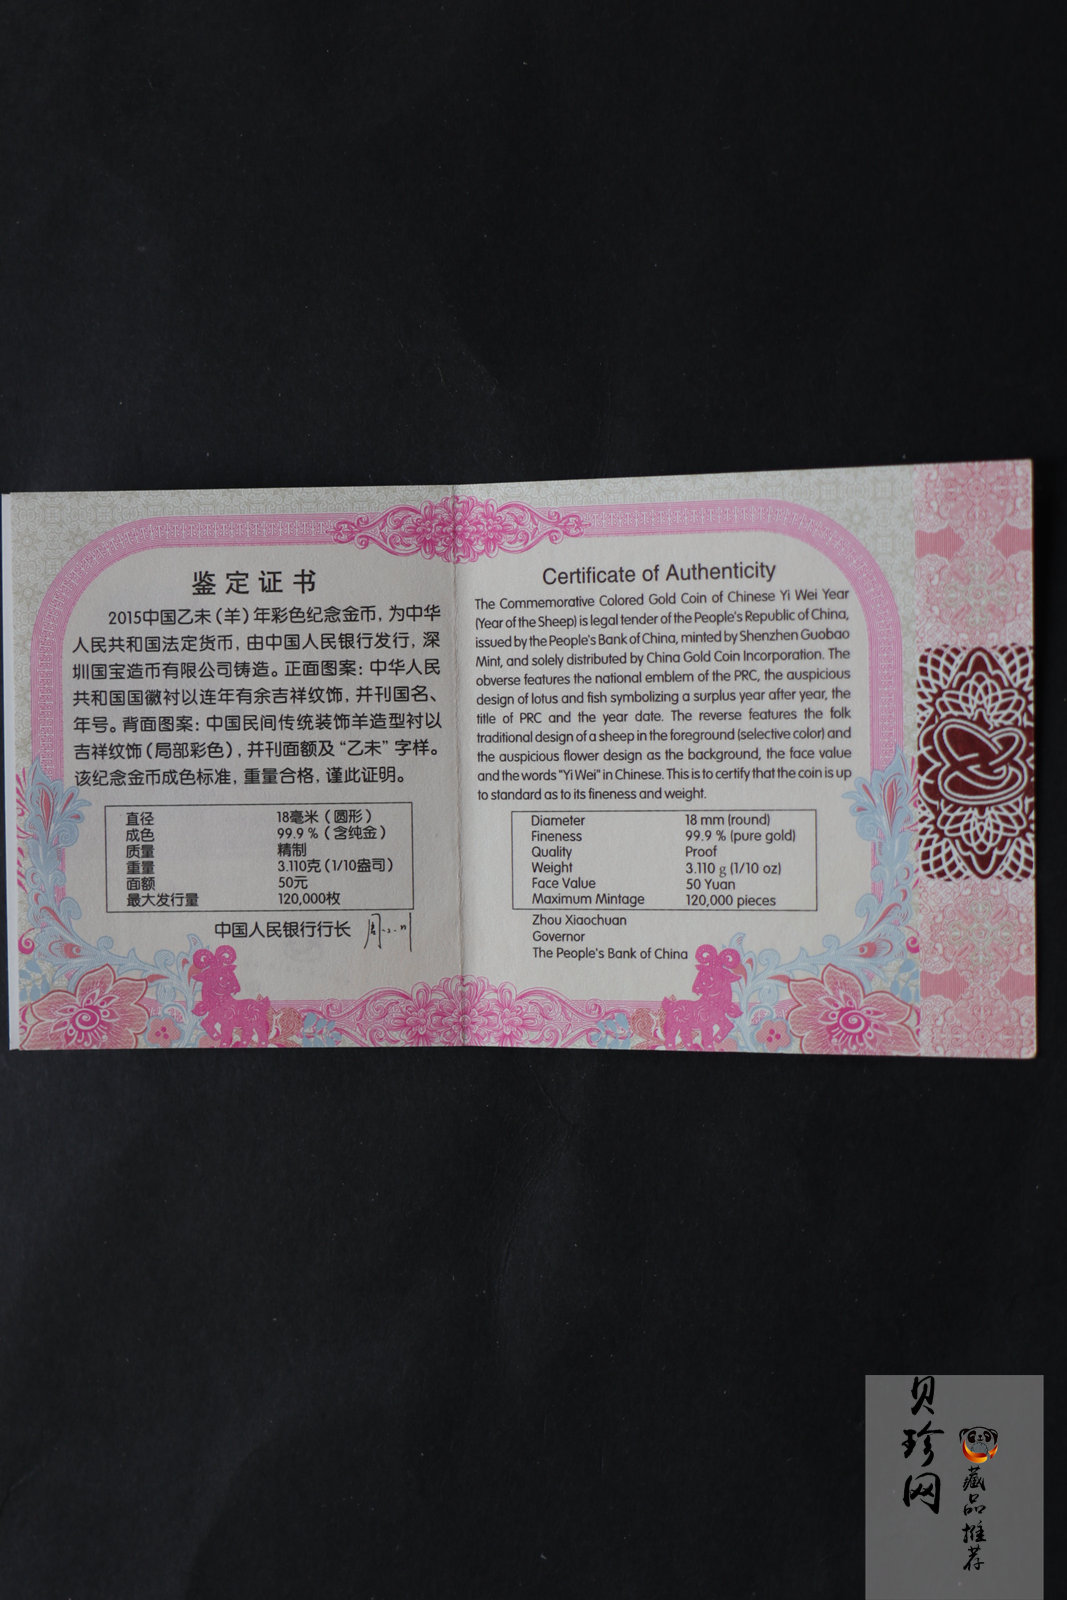 鉴定证书
2015中国乙未（羊）年彩色纪念金币，为中华
人民共和国法定货币，由中国人民银行发行，深
圳国宝造币有限公司铸造。正面图案：中华人民
共和国国徽衬以连年有余吉祥纹饰，并刊国名、
年号。背面图案：中国民间传统装饰羊造型衬以
吉祥纹饰（局部彩色），并刊面额及“乙未”字样。
该纪念金币成色标准，重量合格，谨此证明。
直径 18毫米（圆形）
成色 99.9 %（含纯金）
质量 精制
重量 3.110克（1/10盎司）
面额 50元
最大发行量 120,000枚
中国人民银行行长
Certificate of Authenticity
The Commemorative Colored Gold Coin of Chinese Yi Wei Year
(Year of the Sheep) is legal tender of the People's Republic of China,
issued by the People's Bank of China, minted by Shenzhen Guobao
Mint, and solely distributed by China Gold Coin Incorporation. The
obverse features the national emblem of the PRC, the auspicious
design of lotus and fish symbolizing a surplus year after year, the
title of PRC and the year date. The reverse features the folk
traditional design of a sheep in the foreground (selective color) and
the auspicious flower design as the background, the face value
and the words "Yi Wei" in Chinese. This is to certify that the coin is up
to standard as to its fineness and weight.
Diameter 18 mm (round)
Fineness 99.9 % (pure gold)
Quality Proof
Weight 3.110 g (1/10 oz)
Face Value 50 Yuan
Maximum Mintage 120,000 pieces
Zhou Xiaochuan
Governor
The People's Bank of China
贝珍网
藏品推荐